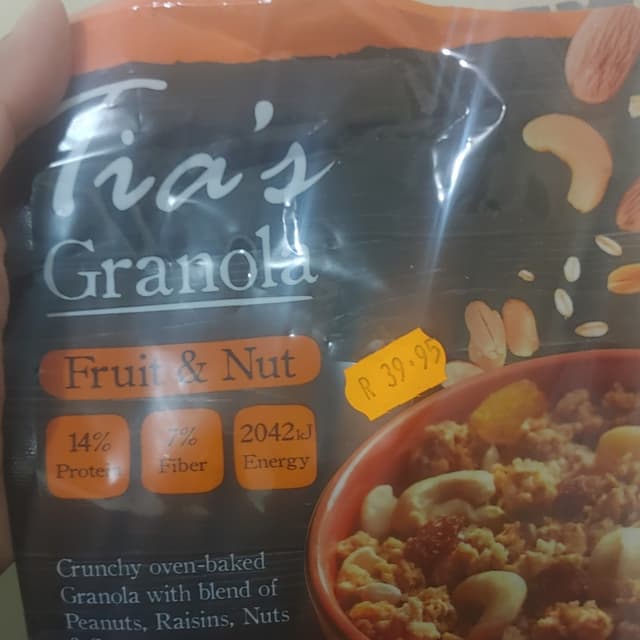 Tia's
Granola
Fruit & Nut
R 39.95
14%
Protein
7%
Fiber
2042kJ
Energy
Crunchy oven-baked
Granola with blend of
Peanuts, Raisins, Nuts
&